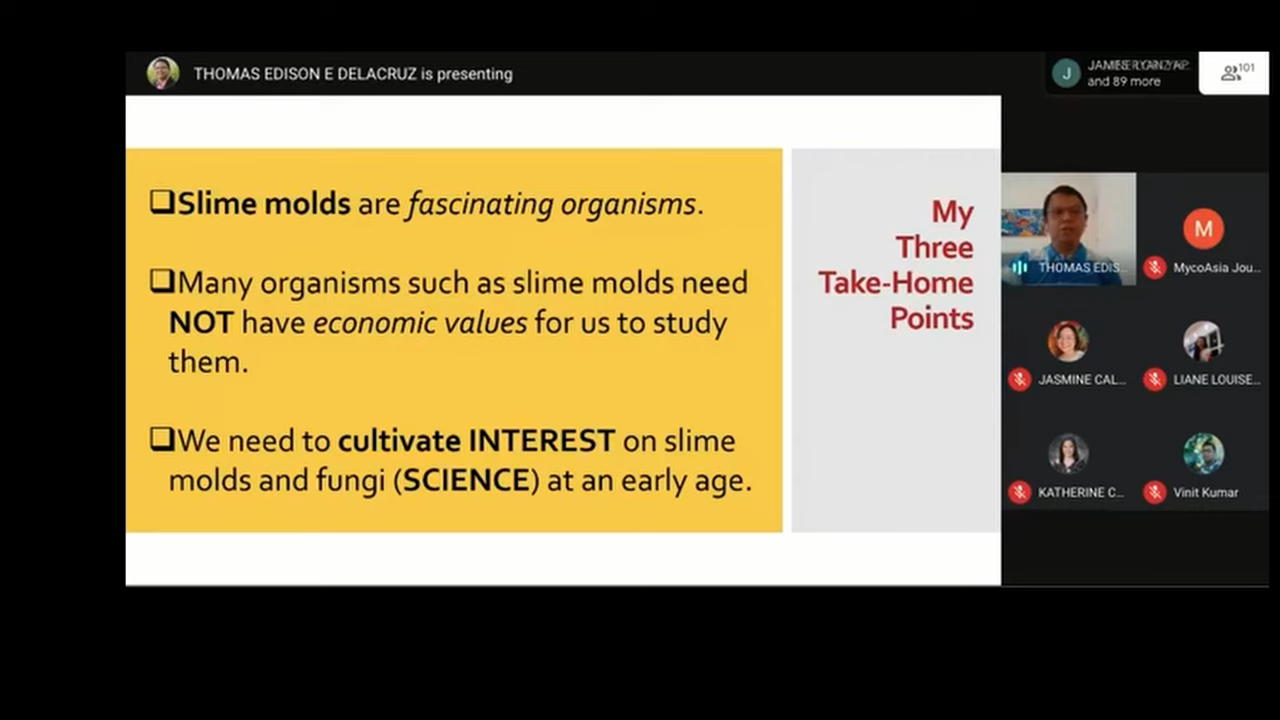 THOMAS EDISON E DELACRUZ is presenting
J
and 89 more
101
❑Slime molds are fascinating organisms.
❑Many organisms such as slime molds need
NOT have economic values for us to study
them.
❑We need to cultivate INTEREST on slime
molds and fungi (SCIENCE) at an early age.
My
Three
Take-Home
Points
THOMAS EDIS...
M
MycoAsia Jou...
JASMINE CAL...
LIANE LOUISE...
KATHERINE C...
Vinit Kumar